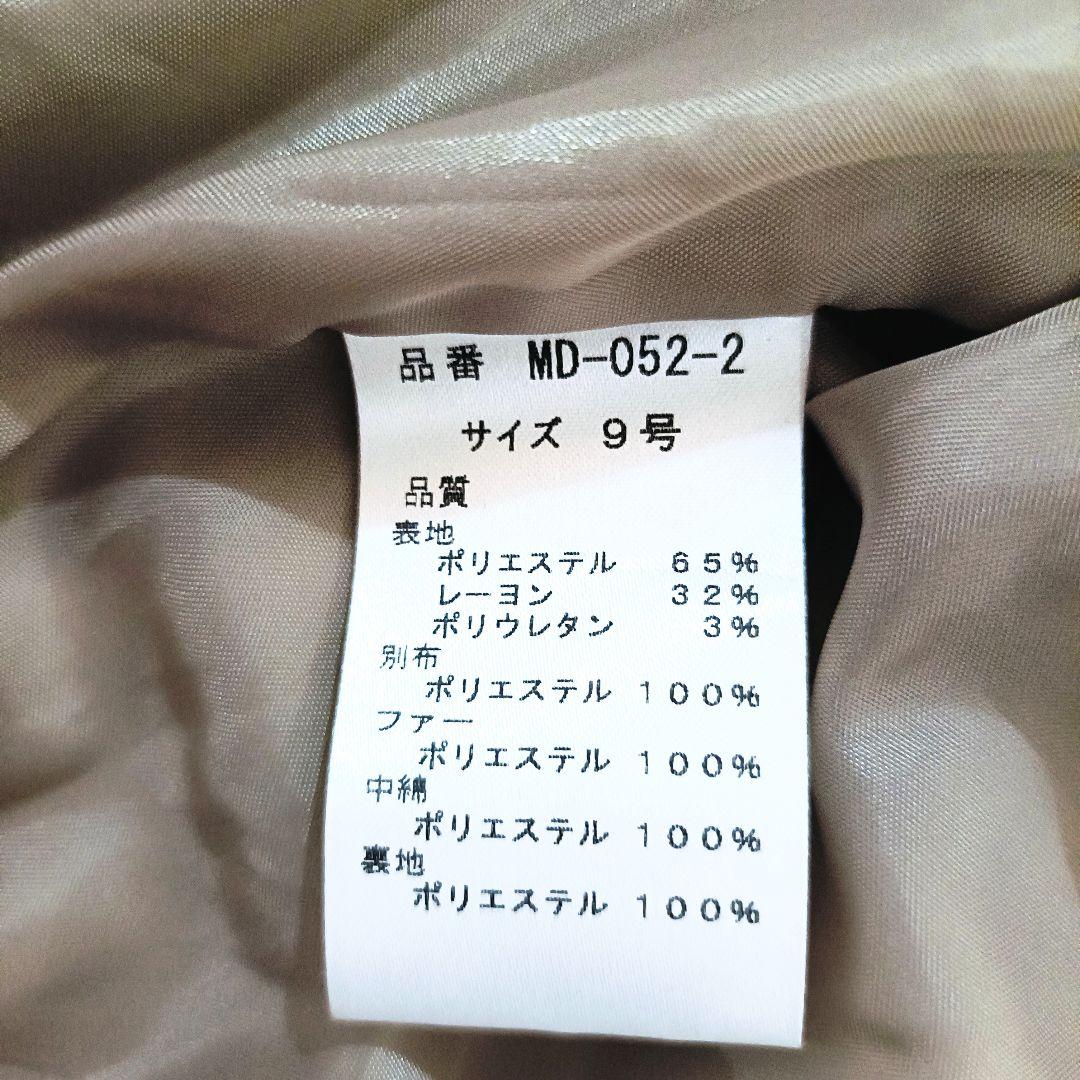 品番 MD-052-2
サイズ 9号
品質
表地
ポリエステル 65%
レーヨン 32%
ポリウレタン 3%
別布
ポリエステル 100%
ファー
ポリエステル 100%
中綿
ポリエステル 100%
裏地
ポリエステル 100%